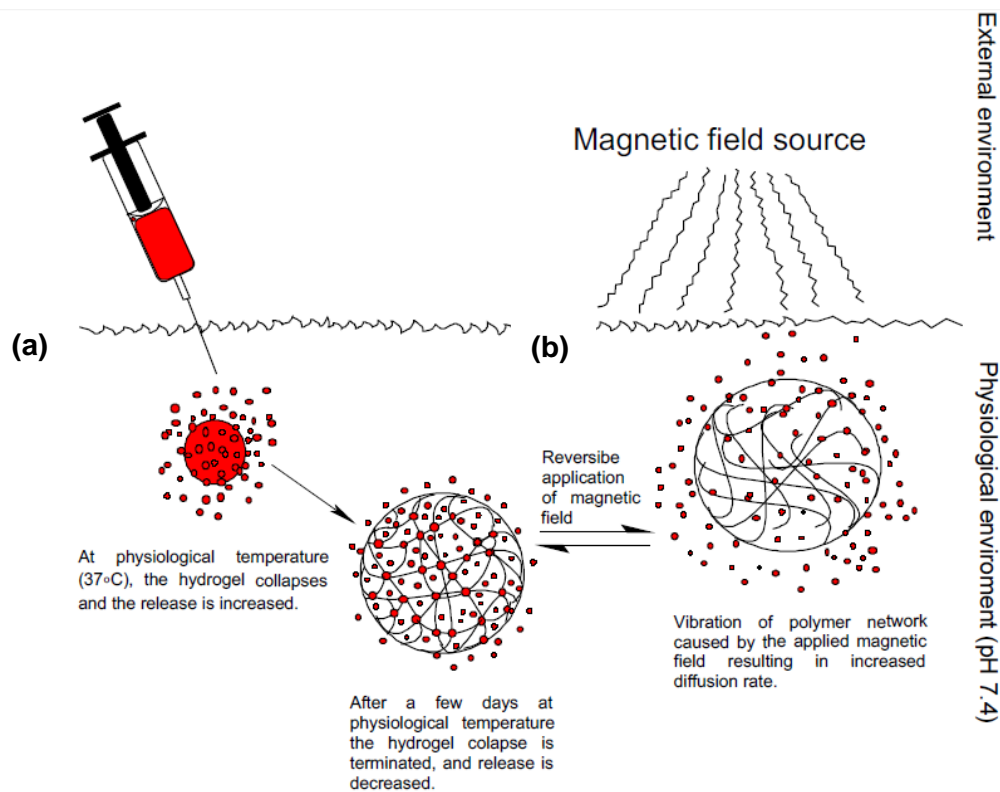 External environment
Magnetic field source
(a)
(b)
Physiological enviroment (pH 7.4)
At physiological temperature
(37∘C), the hydrogel collapses
and the release is increased.
Reversibe
application
of magnetic
field
After a few days at
physiological temperature
the hydrogel colapse is
terminated, and release is
decreased.
Vibration of polymer network
caused by the applied magnetic
field resulting in increased
diffusion rate.